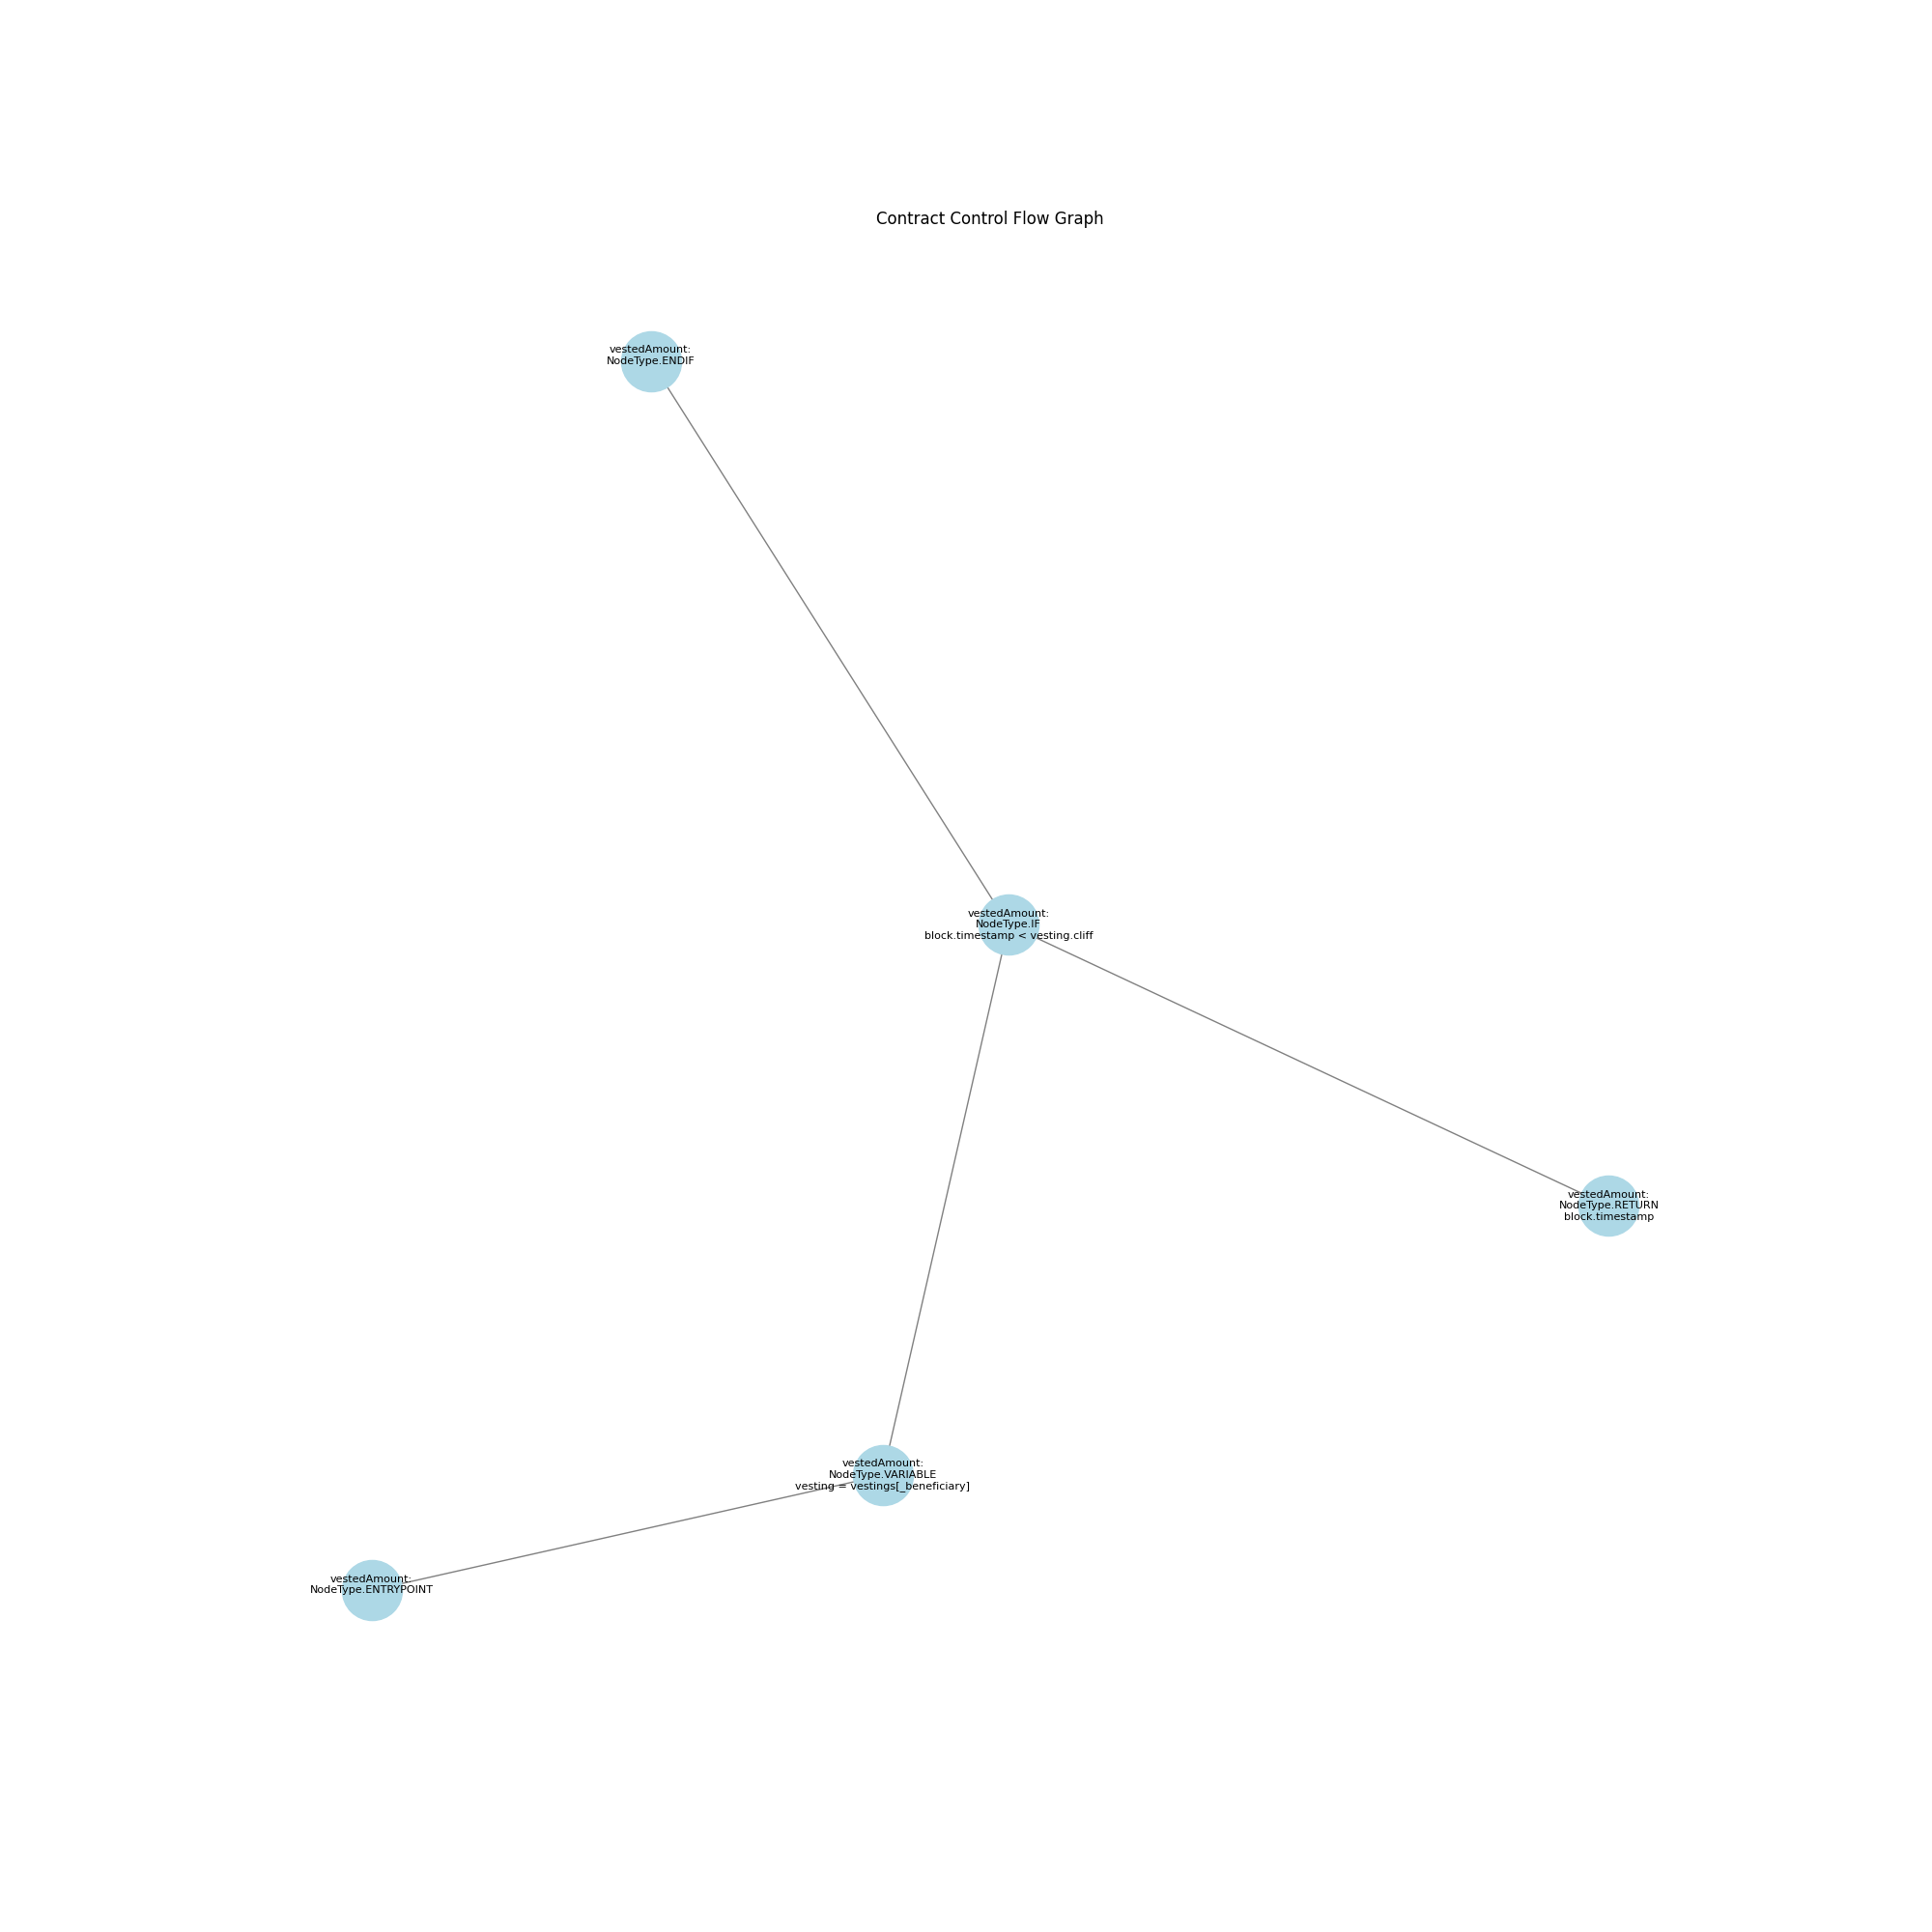 Contract Control Flow Graph
vestedAmount:
NodeType.ENDIF
vestedAmount:
NodeType.IF
block.timestamp < vesting.cliff
vestedAmount:
NodeType.RETURN
block.timestamp
vestedAmount:
NodeType.VARIABLE
vesting = vestings[_beneficiary]
vestedAmount:
NodeType.ENTRYPOINT